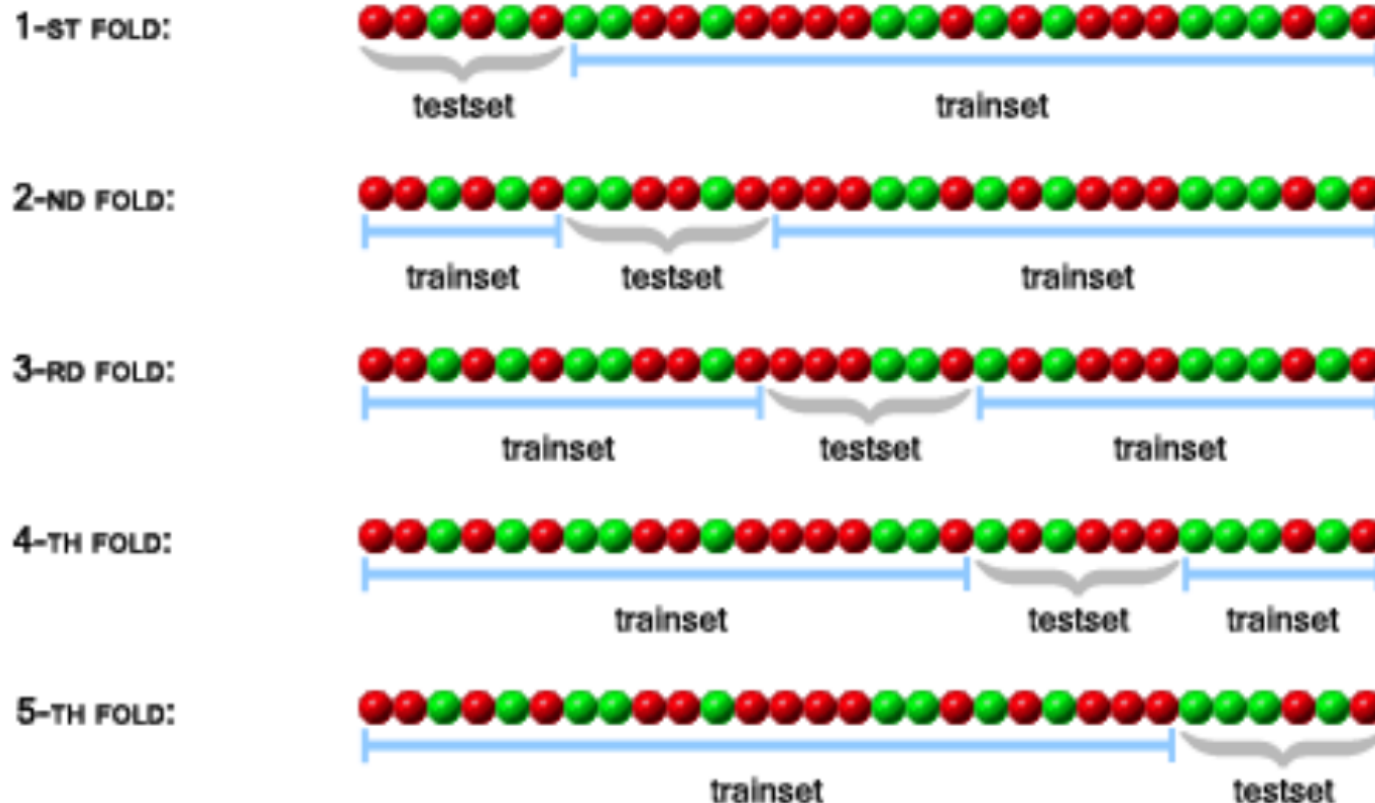 1-ST FOLD:
testset trainset
2-ND FOLD:
trainset testset trainset
3-RD FOLD:
trainset testset trainset
4-TH FOLD:
trainset testset trainset
5-TH FOLD:
trainset testset